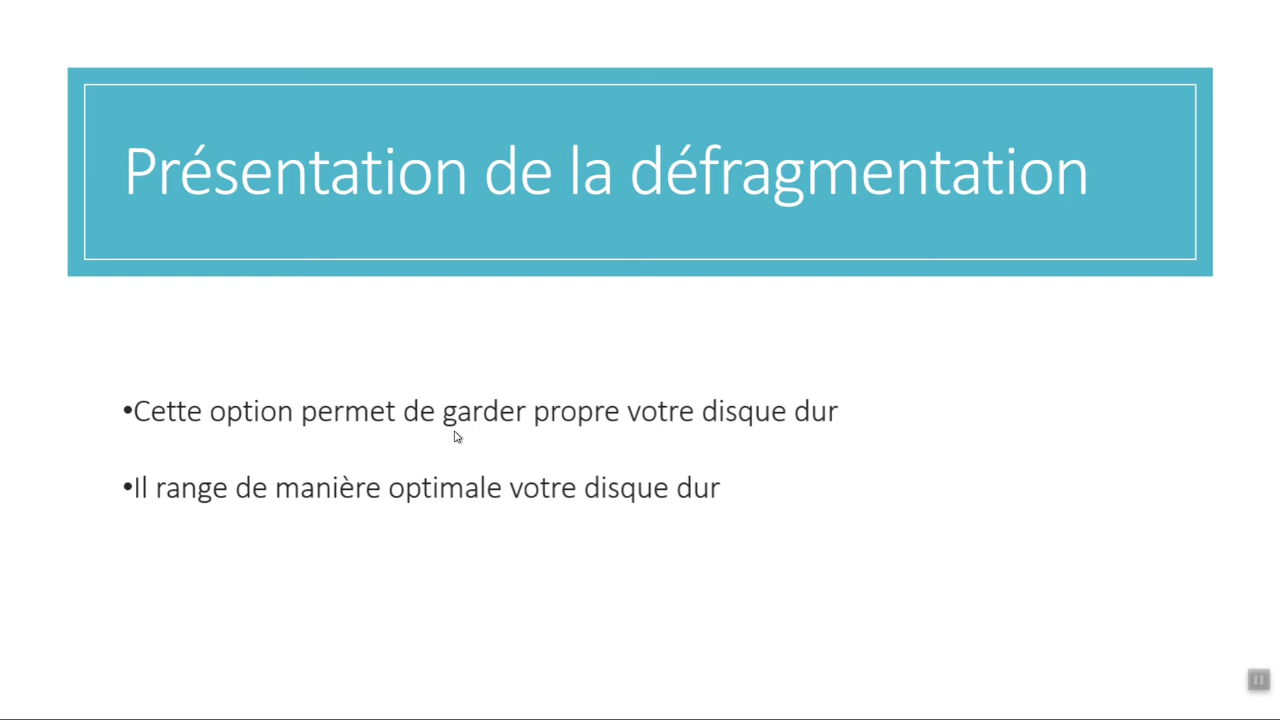 Présentation de la défragmentation
•Cette option permet de garder propre votre disque dur
•Il range de manière optimale votre disque dur